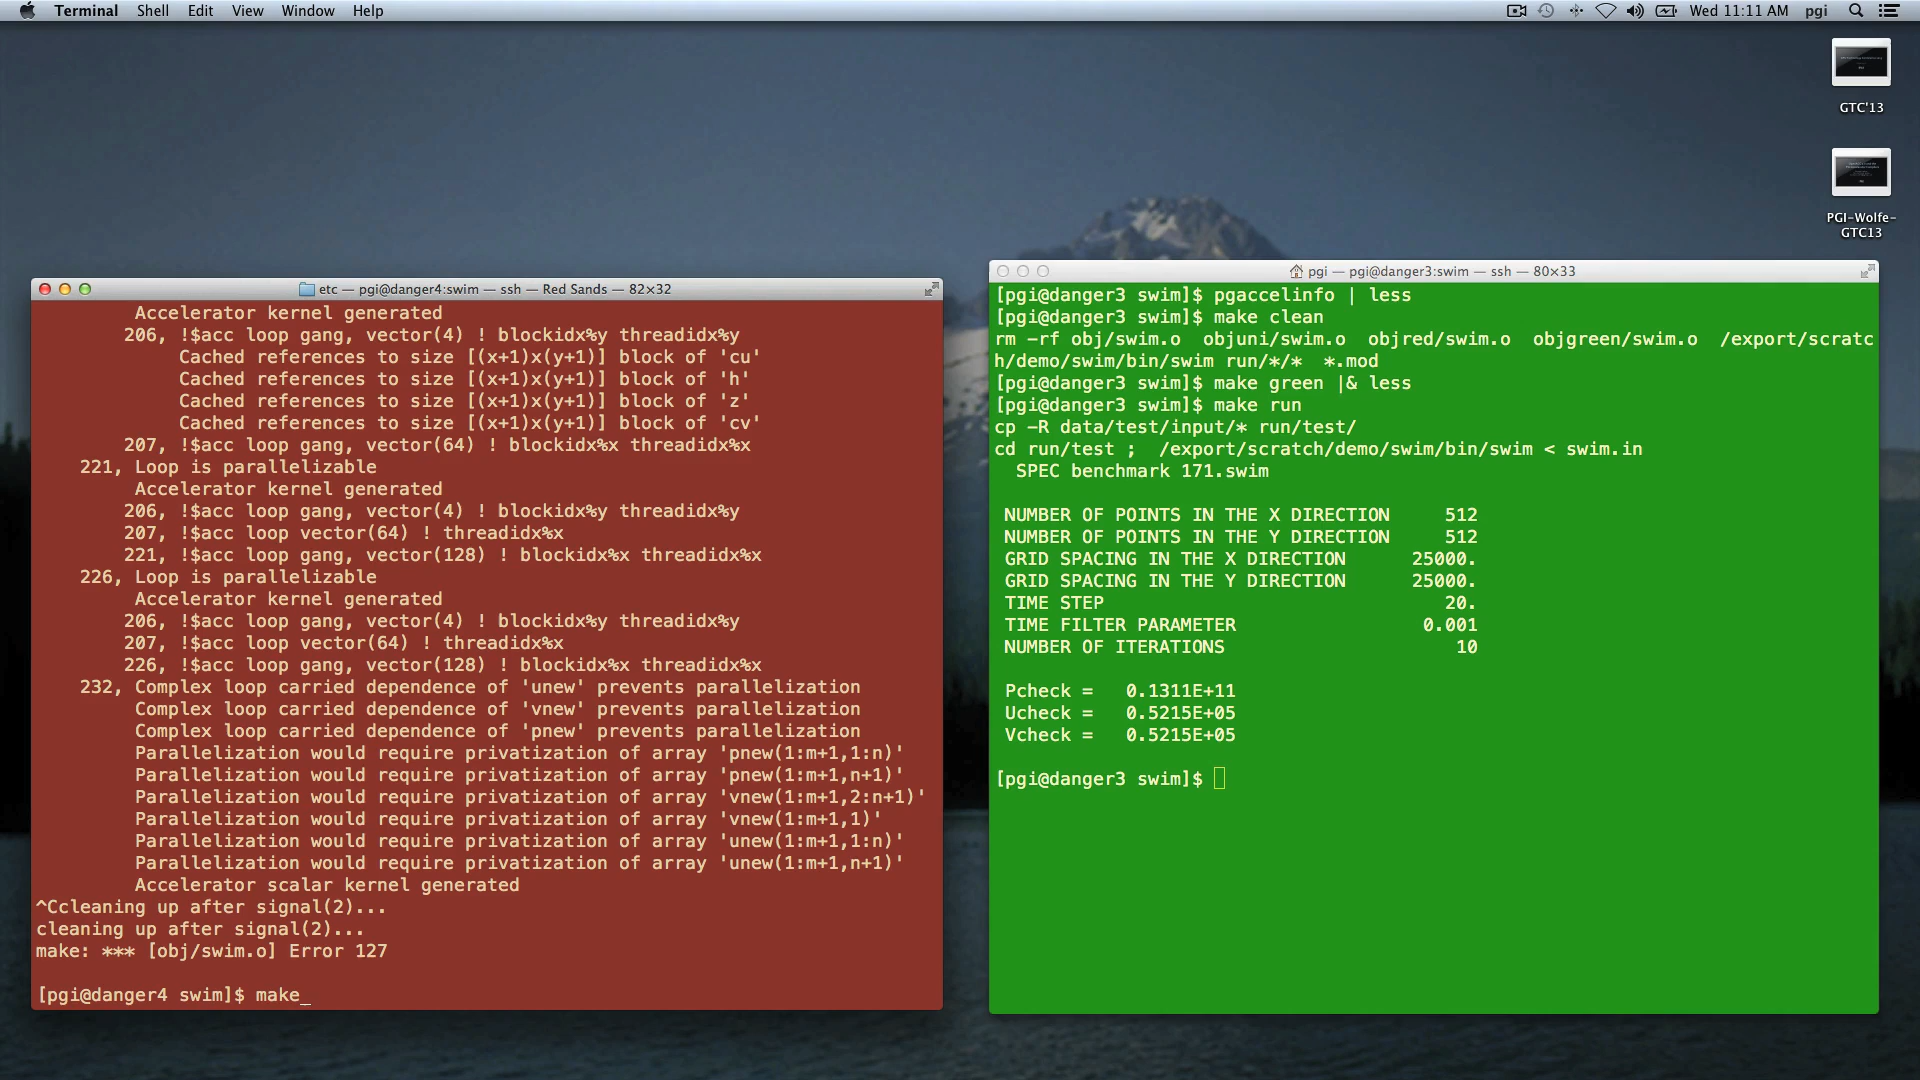 Terminal Shell Edit View Window Help
Wed 11:11 AM pgi
GTC'13
PGI-Wolfe-
GTC13
etc — pgi@danger4:swim — ssh — Red Sands — 82×32
Accelerator kernel generated
206, !$acc loop gang, vector(4) ! blockidx%y threadidx%y
Cached references to size [(x+1)x(y+1)] block of 'cu'
Cached references to size [(x+1)x(y+1)] block of 'h'
Cached references to size [(x+1)x(y+1)] block of 'z'
Cached references to size [(x+1)x(y+1)] block of 'cv'
207, !$acc loop gang, vector(64) ! blockidx%x threadidx%x
221, Loop is parallelizable
Accelerator kernel generated
206, !$acc loop gang, vector(4) ! blockidx%y threadidx%y
207, !$acc loop vector(64) ! threadidx%x
221, !$acc loop gang, vector(128) ! blockidx%x threadidx%x
226, Loop is parallelizable
Accelerator kernel generated
206, !$acc loop gang, vector(4) ! blockidx%y threadidx%y
207, !$acc loop vector(64) ! threadidx%x
226, !$acc loop gang, vector(128) ! blockidx%x threadidx%x
232, Complex loop carried dependence of 'unew' prevents parallelization
Complex loop carried dependence of 'vnew' prevents parallelization
Complex loop carried dependence of 'pnew' prevents parallelization
Parallelization would require privatization of array 'pnew(1:m+1,1:n)'
Parallelization would require privatization of array 'pnew(1:m+1,n+1)'
Parallelization would require privatization of array 'vnew(1:m+1,2:n+1)'
Parallelization would require privatization of array 'vnew(1:m+1,1)'
Parallelization would require privatization of array 'unew(1:m+1,1:n)'
Parallelization would require privatization of array 'unew(1:m+1,n+1)'
Accelerator scalar kernel generated
^Ccleaning up after signal(2)...
cleaning up after signal(2)...
make: *** [obj/swim.o] Error 127
[pgi@danger4 swim]$ make_
pgi — pgi@danger3:swim — ssh — 80×33
[pgi@danger3 swim]$ pgaccelinfo | less
[pgi@danger3 swim]$ make clean
rm -rf obj/swim.o objuni/swim.o objred/swim.o objgreen/swim.o /export/scratc
h/demo/swim/bin/swim run/*/* *.mod
[pgi@danger3 swim]$ make green |& less
[pgi@danger3 swim]$ make run
cp -R data/test/input/* run/test/
cd run/test ; /export/scratch/demo/swim/bin/swim < swim.in
SPEC benchmark 171.swim
NUMBER OF POINTS IN THE X DIRECTION 512
NUMBER OF POINTS IN THE Y DIRECTION 512
GRID SPACING IN THE X DIRECTION 25000.
GRID SPACING IN THE Y DIRECTION 25000.
TIME STEP 20.
TIME FILTER PARAMETER 0.001
NUMBER OF ITERATIONS 10
Pcheck = 0.1311E+11
Ucheck = 0.5215E+05
Vcheck = 0.5215E+05
[pgi@danger3 swim]$